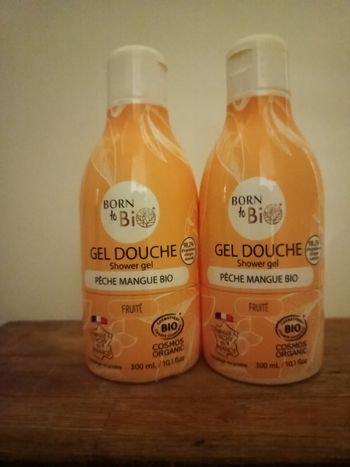 BORN
to Bio
GEL DOUCHE
Shower gel
PÊCHE MANGUE BIO
FRUITÉ
BIO
COSMOS
ORGANIC
300 mL / 10,1 fl.oz
BORN
to Bio
GEL DOUCHE
Shower gel
PÊCHE MANGUE BIO
FRUITÉ
BIO
COSMOS
ORGANIC
300 mL / 10,1 fl.oz